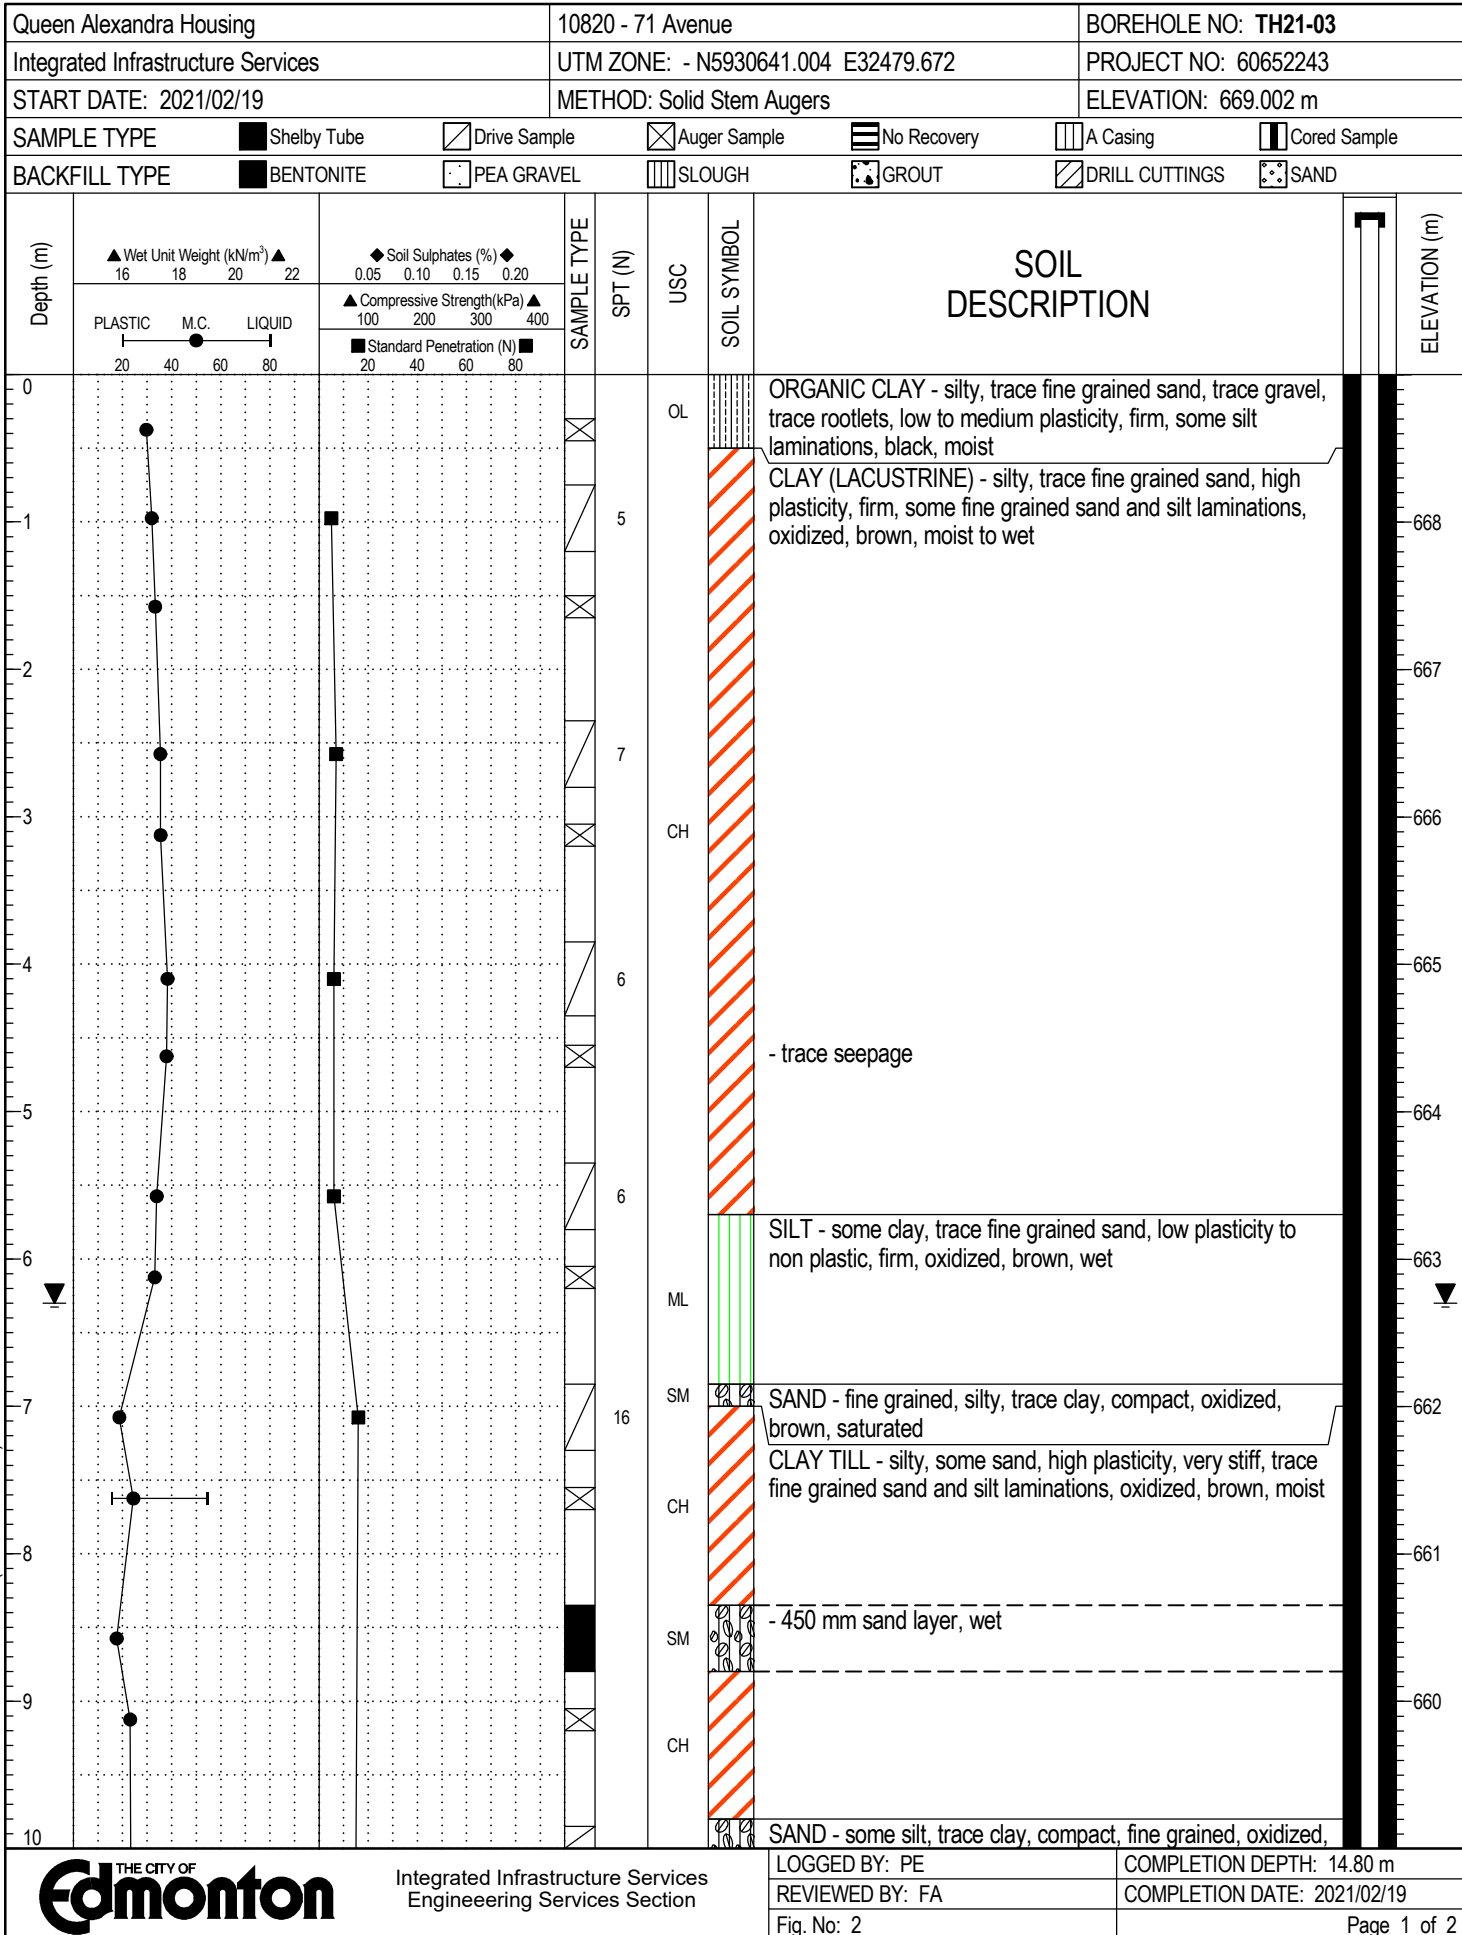 Queen Alexandra Housing
10820 - 71 Avenue
BOREHOLE NO: TH21-03
Integrated Infrastructure Services
UTM ZONE: - N5930641.004 E32479.672
PROJECT NO: 60652243
START DATE: 2021/02/19
METHOD: Solid Stem Augers
ELEVATION: 669.002 m
SAMPLE TYPE
Shelby Tube
Drive Sample
Auger Sample
No Recovery
A Casing
Cored Sample
BACKFILL TYPE
BENTONITE
PEA GRAVEL
SLOUGH
GROUT
DRILL CUTTINGS
SAND
Depth (m)
Wet Unit Weight (kN/m³)
16 18 20 22
PLASTIC M.C. LIQUID
20 40 60 80
Soil Sulphates (%)
0.05 0.10 0.15 0.20
Compressive Strength(kPa)
100 200 300 400
Standard Penetration (N)
20 40 60 80
SAMPLE TYPE
SPT (N)
USC
SOIL SYMBOL
SOIL
DESCRIPTION
ELEVATION (m)
0
OL
ORGANIC CLAY - silty, trace fine grained sand, trace gravel,
trace rootlets, low to medium plasticity, firm, some silt
laminations, black, moist
CLAY (LACUSTRINE) - silty, trace fine grained sand, high
plasticity, firm, some fine grained sand and silt laminations,
oxidized, brown, moist to wet
1
5
668
2
667
7
3
CH
666
4
6
665
- trace seepage
5
664
6
SILT - some clay, trace fine grained sand, low plasticity to
non plastic, firm, oxidized, brown, wet
6
663
ML
SM
SAND - fine grained, silty, trace clay, compact, oxidized,
brown, saturated
7
16
662
CLAY TILL - silty, some sand, high plasticity, very stiff, trace
fine grained sand and silt laminations, oxidized, brown, moist
CH
8
661
- 450 mm sand layer, wet
SM
9
660
CH
10
SAND - some silt, trace clay, compact, fine grained, oxidized,
THE CITY OF
Edmonton
Integrated Infrastructure Services
Engineeering Services Section
LOGGED BY: PE
COMPLETION DEPTH: 14.80 m
REVIEWED BY: FA
COMPLETION DATE: 2021/02/19
Fig. No: 2
Page 1 of 2